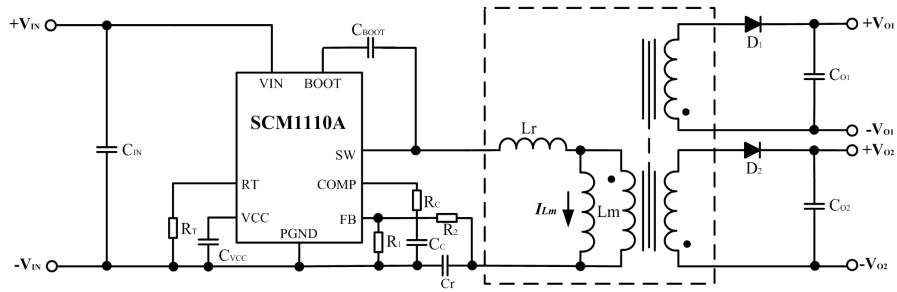 +VIN
CBOOT
D1
+VO1
VIN BOOT
SCM1110A
CO1
CIN
Lr
-VO1
SW
+VO2
RT
COMP
D2
RC
ILm
Lm
CO2
VCC
FB
R2
RT
PGND
R1
CC
CVCC
-VIN
Cr
-VO2